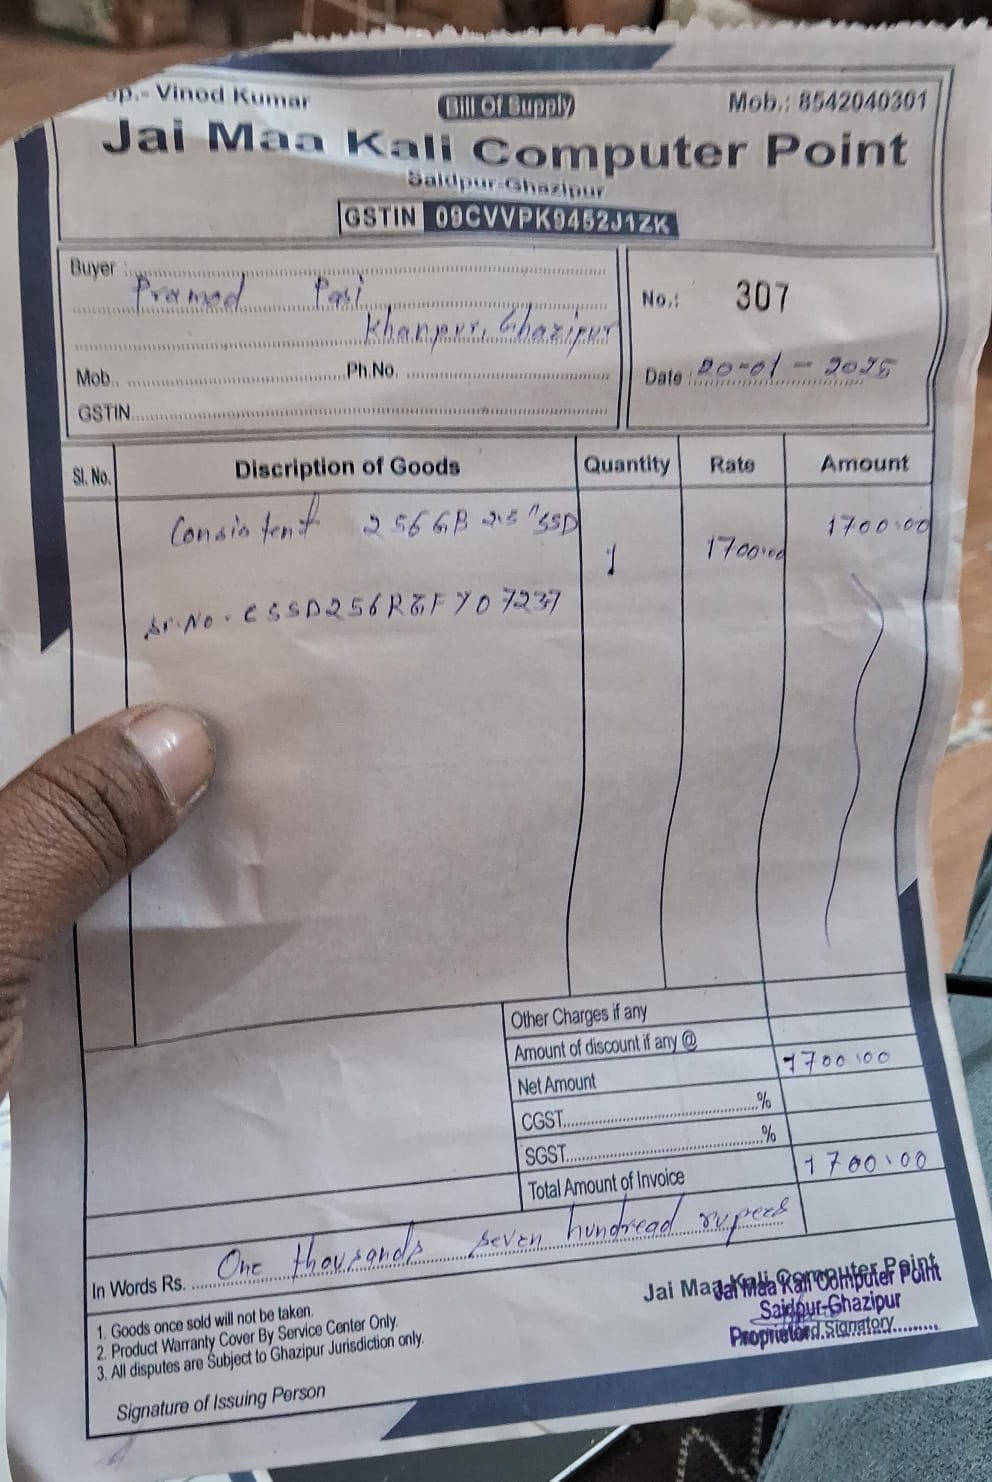 op.- Vinod Kumar
Bill Of Supply
Mob.: 8542040301
Jai Maa Kali Computer Point
Saidpur-Ghazipur
GSTIN 09CVVPK9452J1ZK
Buyer :
Pramod Pasi
Khanpur, Ghazipur
Mob.. Ph.No.
GSTIN
No.: 307
Date 20-01-2025
Sl. No. Discription of Goods Quantity Rate Amount
Consistent 256GB 2.5" SSD 1 1700.00 1700.00
Sr.No - CSSD256RGFY07237
Other Charges if any
Amount of discount if any @
Net Amount 1700.00
CGST %
SGST %
Total Amount of Invoice 1700.00
In Words Rs. One thousands seven hundread rupees
1. Goods once sold will not be taken.
2. Product Warranty Cover By Service Center Only.
3. All disputes are Subject to Ghazipur Jurisdiction only.
Signature of Issuing Person
Jai Maa Kali Computer Point
Jai Maa Kali Computer Point
Saidpur-Ghazipur
Proprietor
Signatory